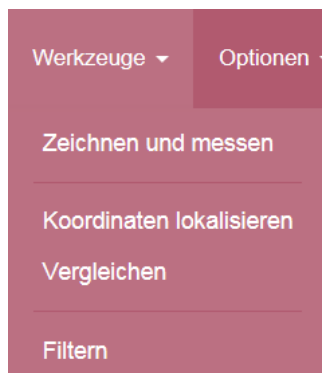 Werkzeuge Optionen
Zeichnen und messen
Koordinaten lokalisieren
Vergleichen
Filtern